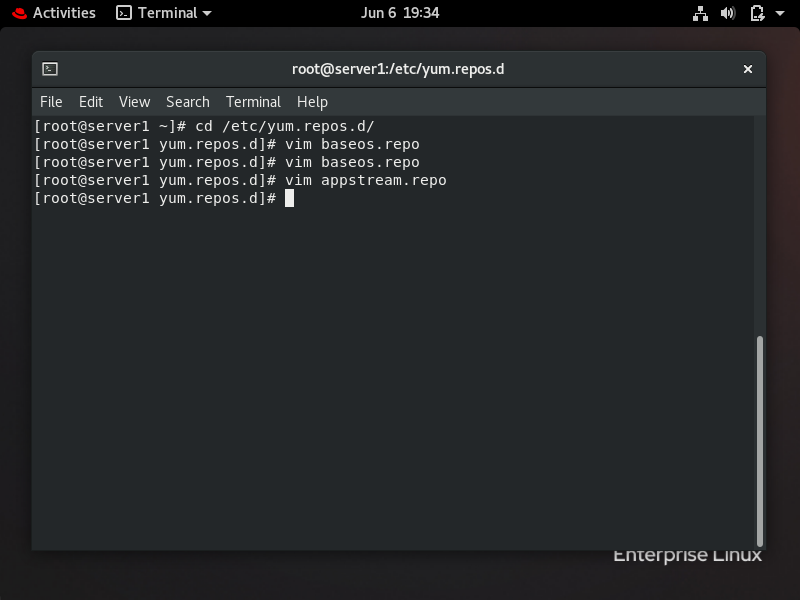 Activities Terminal Jun 6 19:34
root@server1:/etc/yum.repos.d
File Edit View Search Terminal Help
[root@server1 ~]# cd /etc/yum.repos.d/
[root@server1 yum.repos.d]# vim baseos.repo
[root@server1 yum.repos.d]# vim baseos.repo
[root@server1 yum.repos.d]# vim appstream.repo
[root@server1 yum.repos.d]#
Enterprise Linux